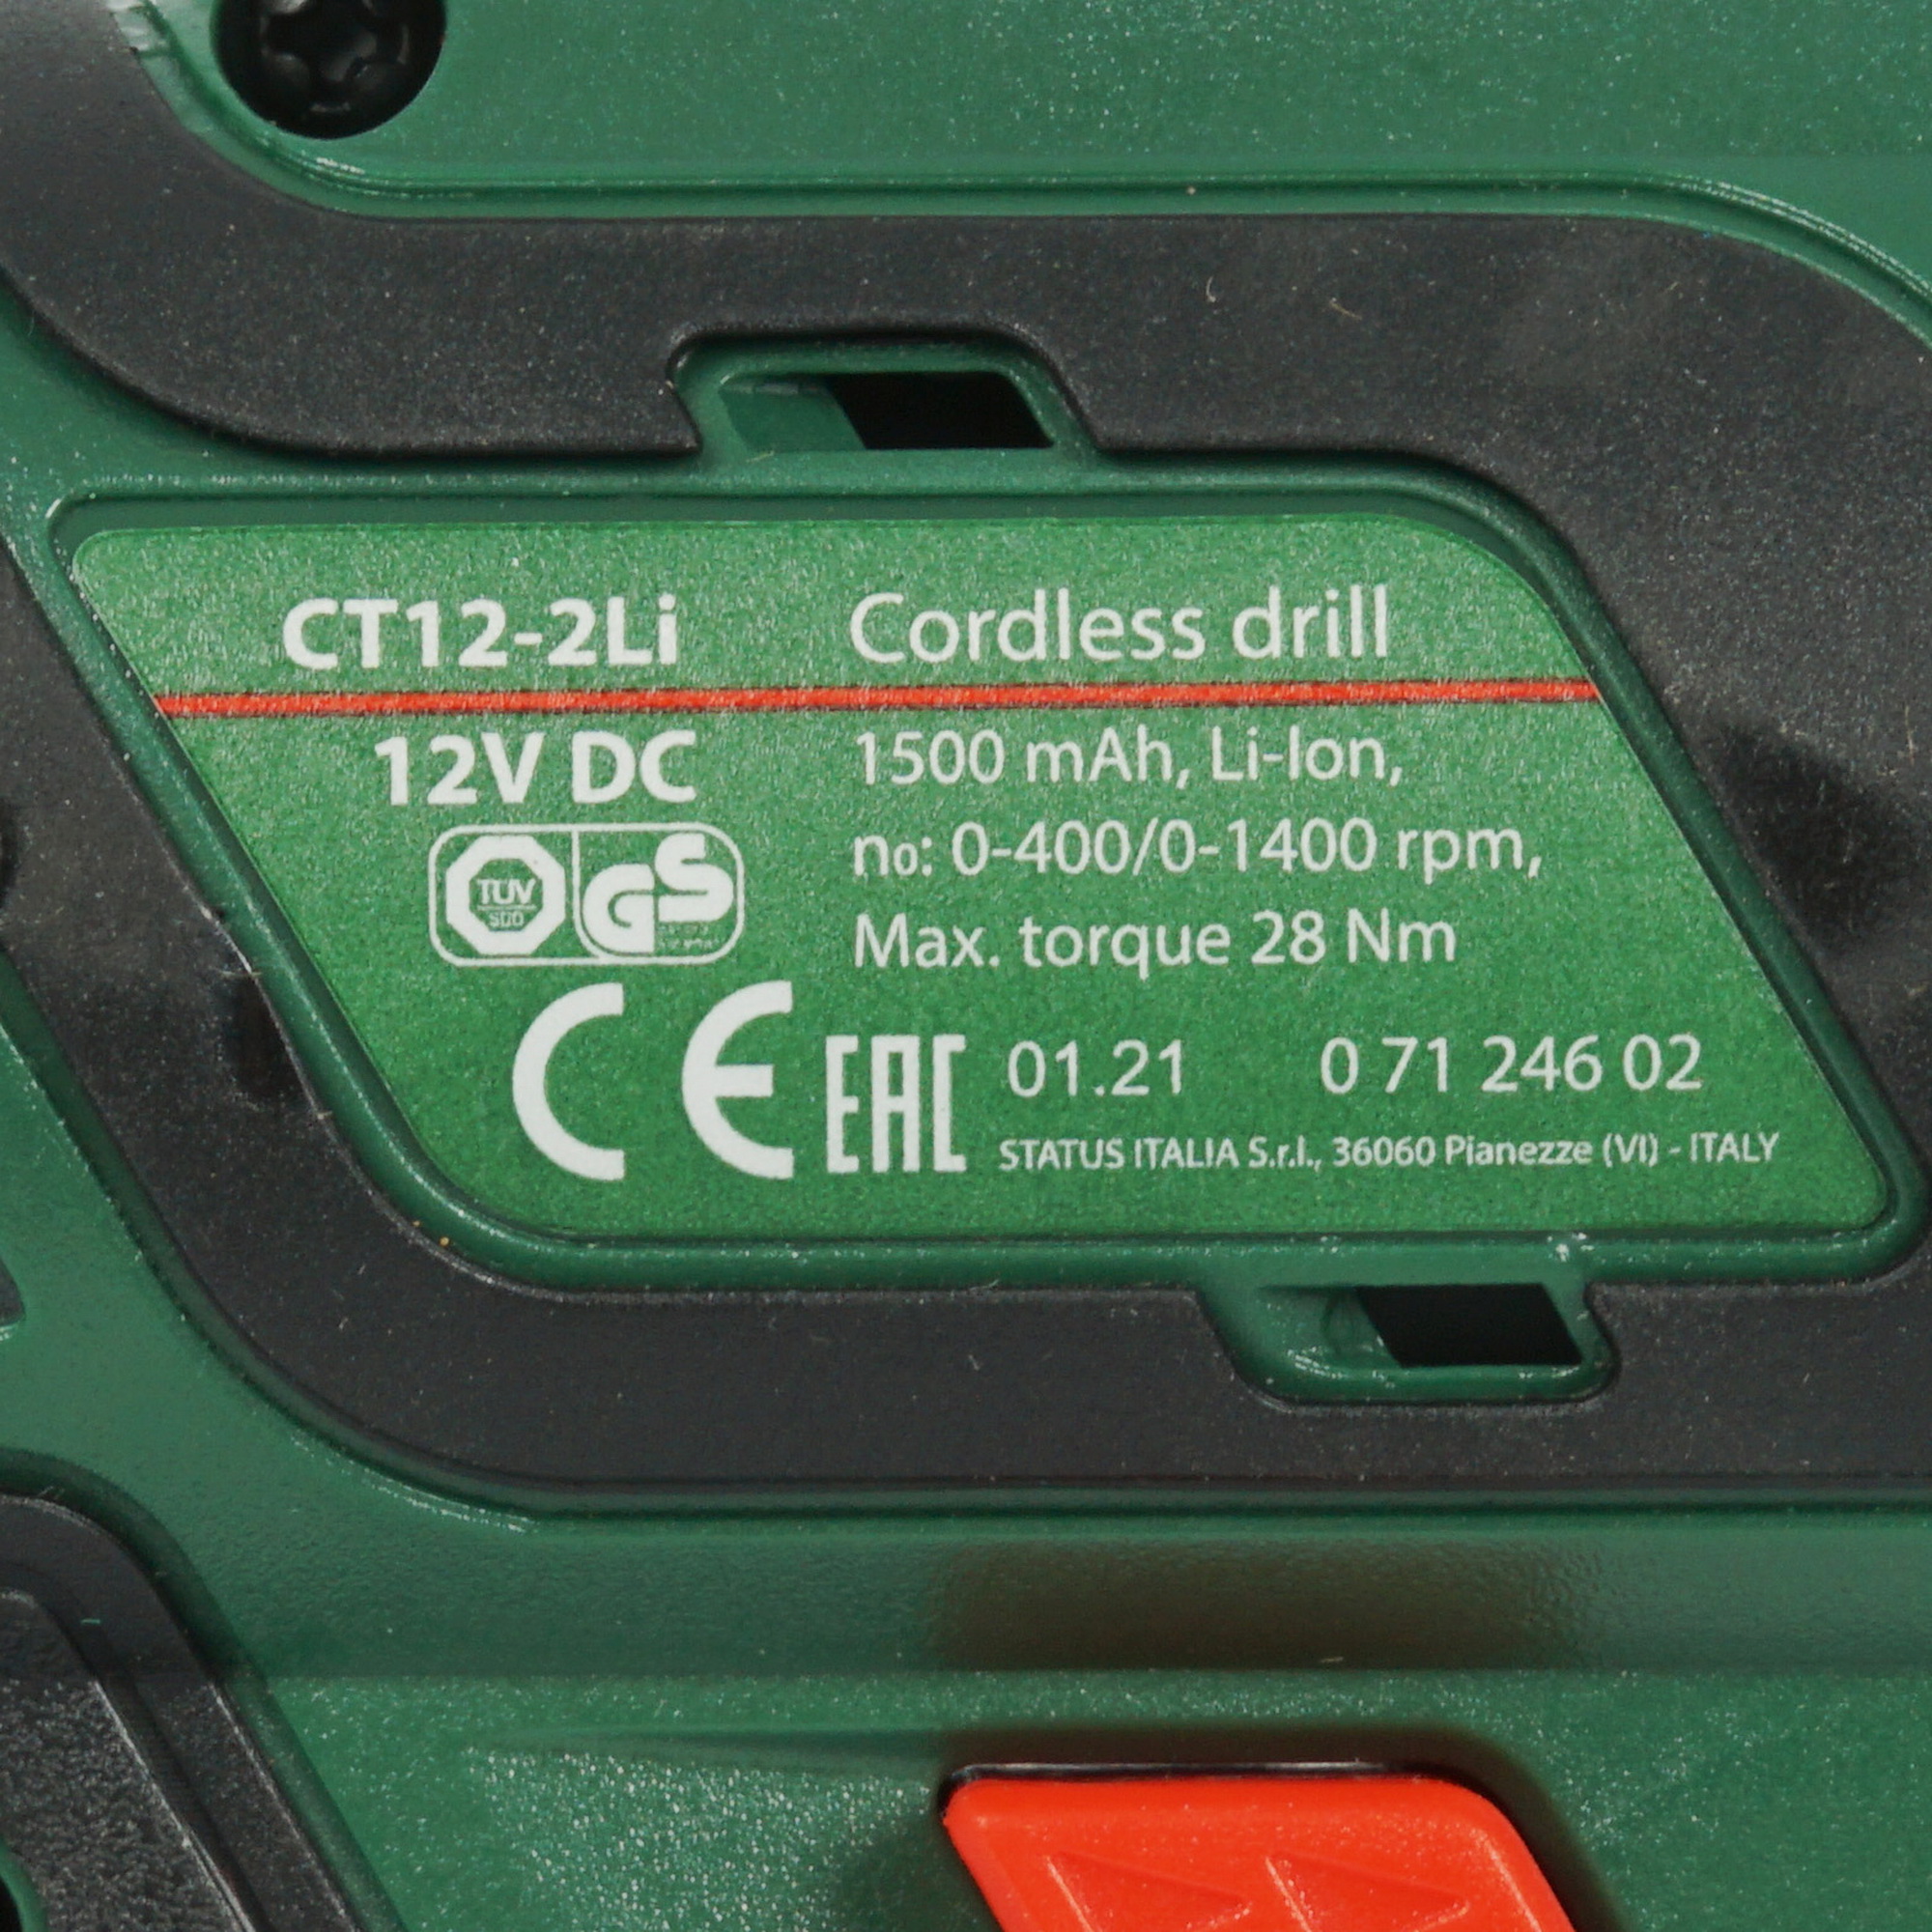 CT12-2Li Cordless drill
12V DC 1500 mAh, Li-Ion,
n₀: 0-400/0-1400 rpm,
TÜV
SÜD
GS
Max. torque 28 Nm
CE EAC 01.21 0 71 246 02
STATUS ITALIA S.r.l., 36060 Pianezze (VI) - ITALY